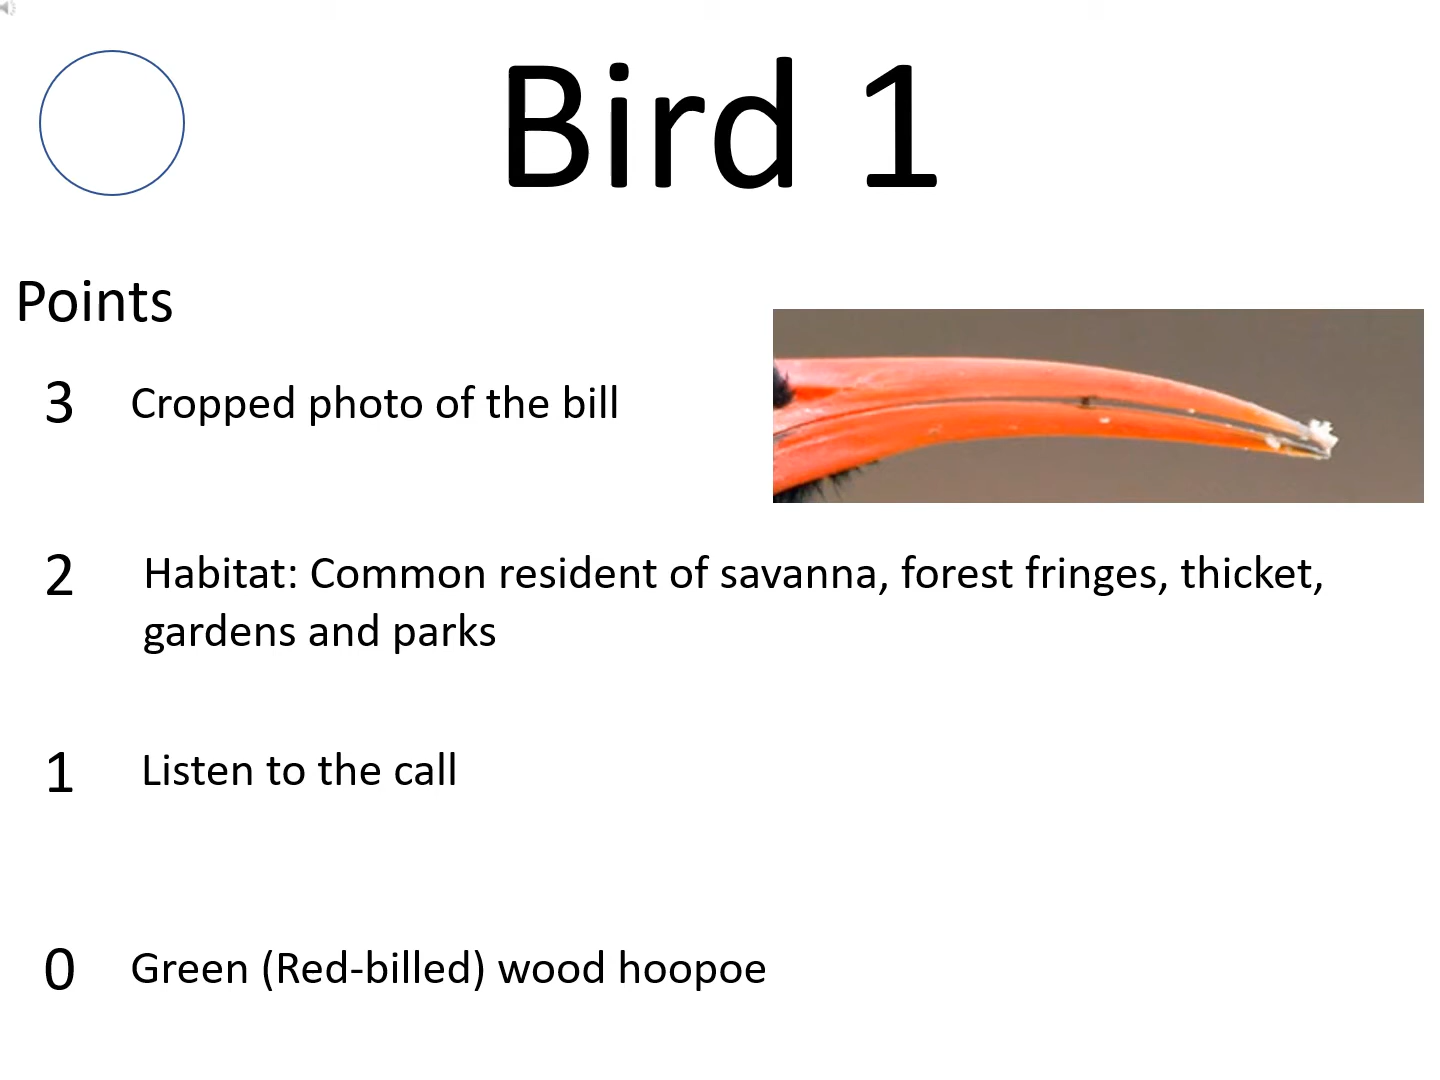 Bird 1
Points
3 Cropped photo of the bill
2 Habitat: Common resident of savanna, forest fringes, thicket,
gardens and parks
1 Listen to the call
0 Green (Red-billed) wood hoopoe